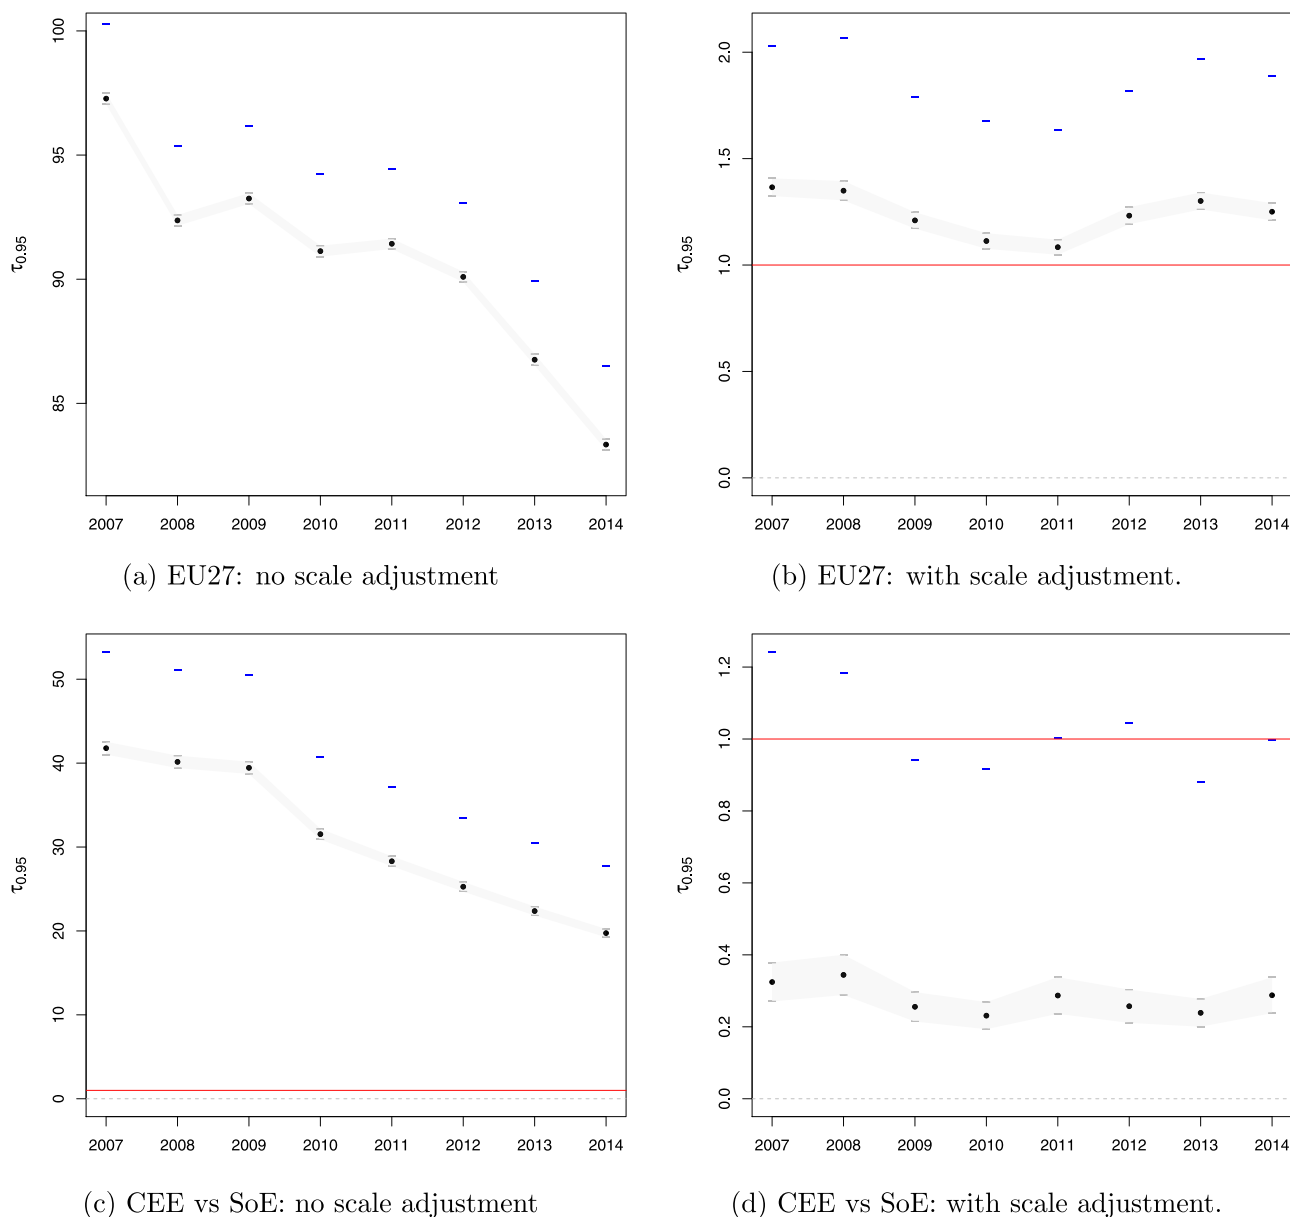 100
95
90
85
τ0.95
2007 2008 2009 2010 2011 2012 2013 2014
(a) EU27: no scale adjustment
2.0
1.5
1.0
0.5
0.0
τ0.95
2007 2008 2009 2010 2011 2012 2013 2014
(b) EU27: with scale adjustment.
50
40
30
20
10
0
τ0.95
2007 2008 2009 2010 2011 2012 2013 2014
(c) CEE vs SoE: no scale adjustment
1.2
1.0
0.8
0.6
0.4
0.2
0.0
τ0.95
2007 2008 2009 2010 2011 2012 2013 2014
(d) CEE vs SoE: with scale adjustment.